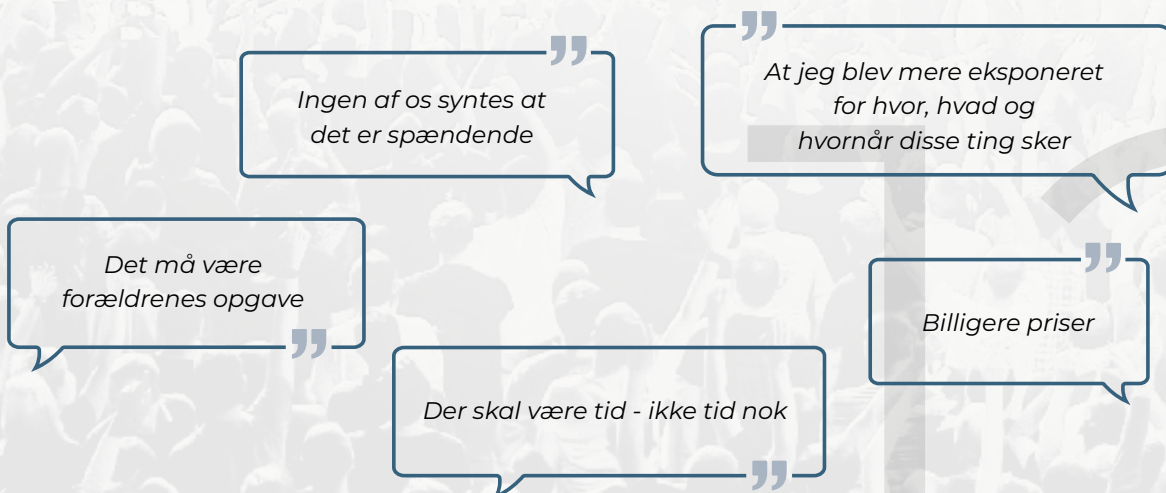 Ingen af os syntes at
det er spændende
At jeg blev mere eksponeret
for hvor, hvad og
hvornår disse ting sker
Det må være
forældrenes opgave
Billigere priser
Der skal være tid - ikke tid nok